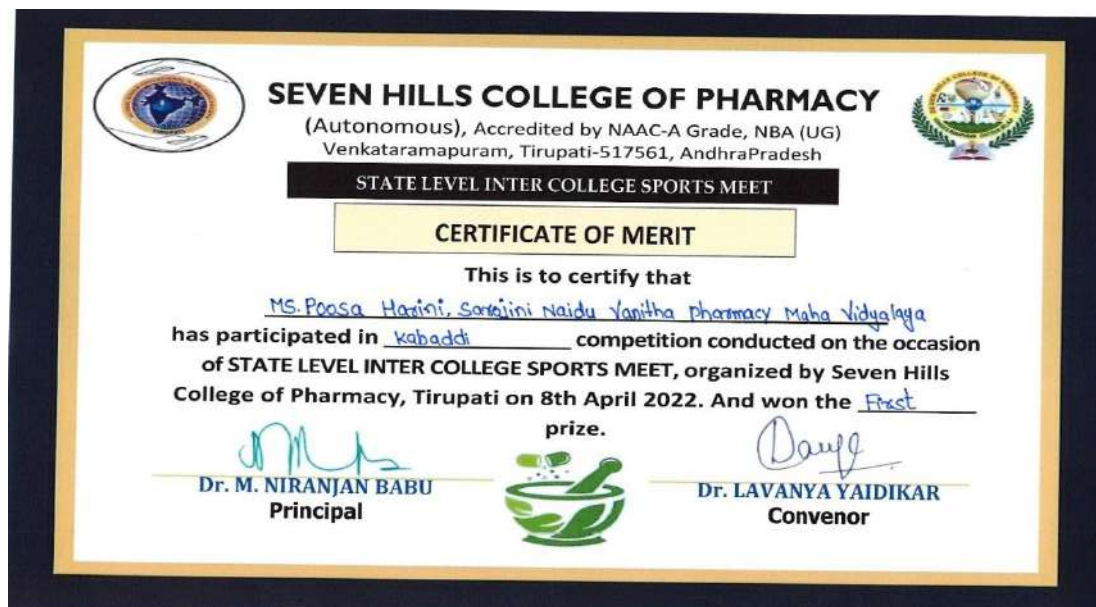 SEVEN HILLS COLLEGE OF PHARMACY
(Autonomous), Accredited by NAAC-A Grade, NBA (UG)
Venkataramapuram, Tirupati-517561, AndhraPradesh
STATE LEVEL INTER COLLEGE SPORTS MEET
CERTIFICATE OF MERIT
This is to certify that
MS. Poosa Harini, Sarojini Naidu Vanitha pharmacy Maha Vidyalaya
has participated in kabaddi competition conducted on the occasion
of STATE LEVEL INTER COLLEGE SPORTS MEET, organized by Seven Hills
College of Pharmacy, Tirupati on 8th April 2022. And won the First
prize.
Dr. M. NIRANJAN BABU
Principal
Dr. LAVANYA YAIDIKAR
Convenor